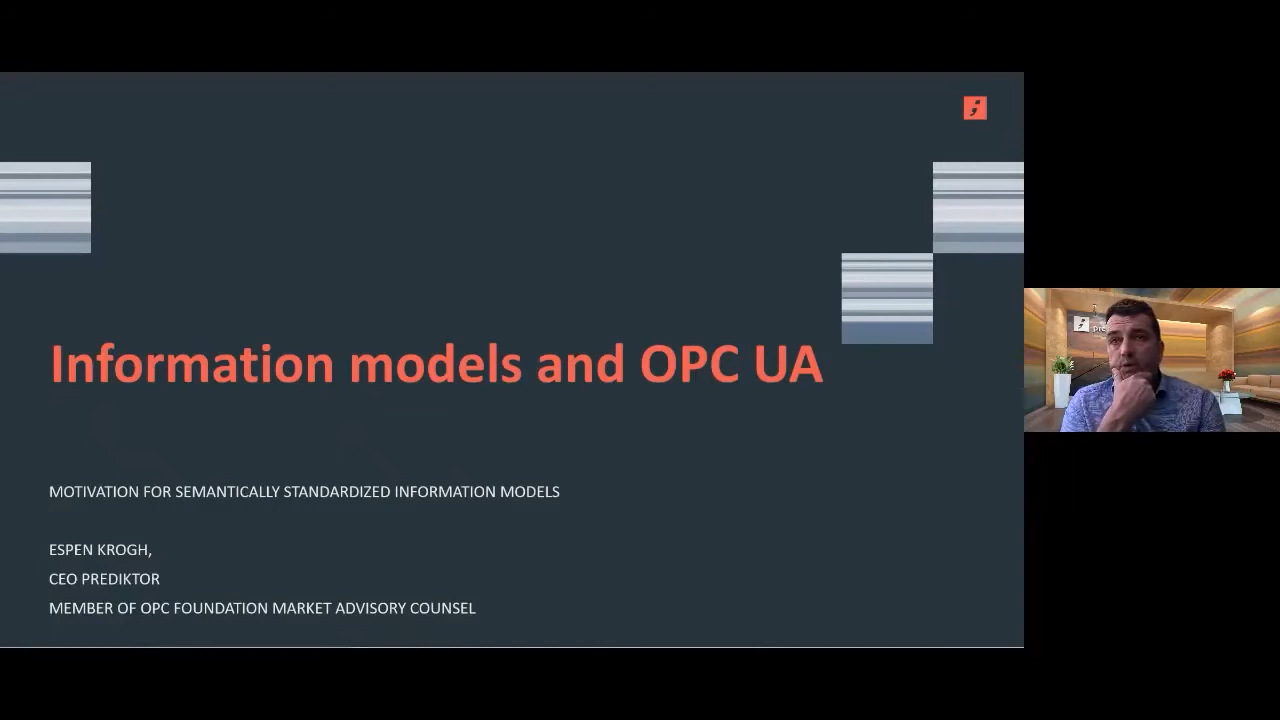 Information models and OPC UA
MOTIVATION FOR SEMANTICALLY STANDARDIZED INFORMATION MODELS
ESPEN KROGH,
CEO PREDIKTOR
MEMBER OF OPC FOUNDATION MARKET ADVISORY COUNSEL